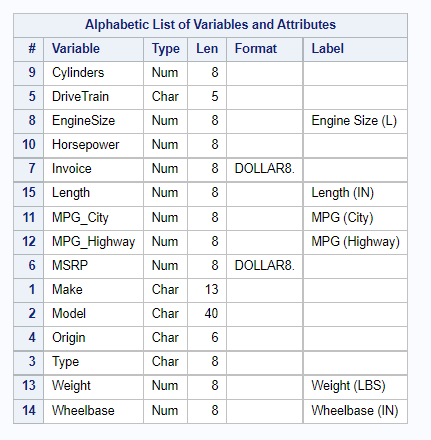 Alphabetic List of Variables and Attributes
# Variable Type Len Format Label
9 Cylinders Num 8
5 DriveTrain Char 5
8 EngineSize Num 8 Engine Size (L)
10 Horsepower Num 8
7 Invoice Num 8 DOLLAR8.
15 Length Num 8 Length (IN)
11 MPG_City Num 8 MPG (City)
12 MPG_Highway Num 8 MPG (Highway)
6 MSRP Num 8 DOLLAR8.
1 Make Char 13
2 Model Char 40
4 Origin Char 6
3 Type Char 8
13 Weight Num 8 Weight (LBS)
14 Wheelbase Num 8 Wheelbase (IN)